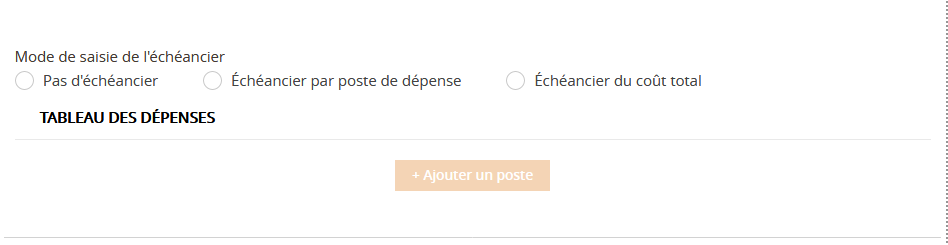 Mode de saisie de l'échéancier
Pas d'échéancier Échéancier par poste de dépense Échéancier du coût total
TABLEAU DES DÉPENSES
+ Ajouter un poste